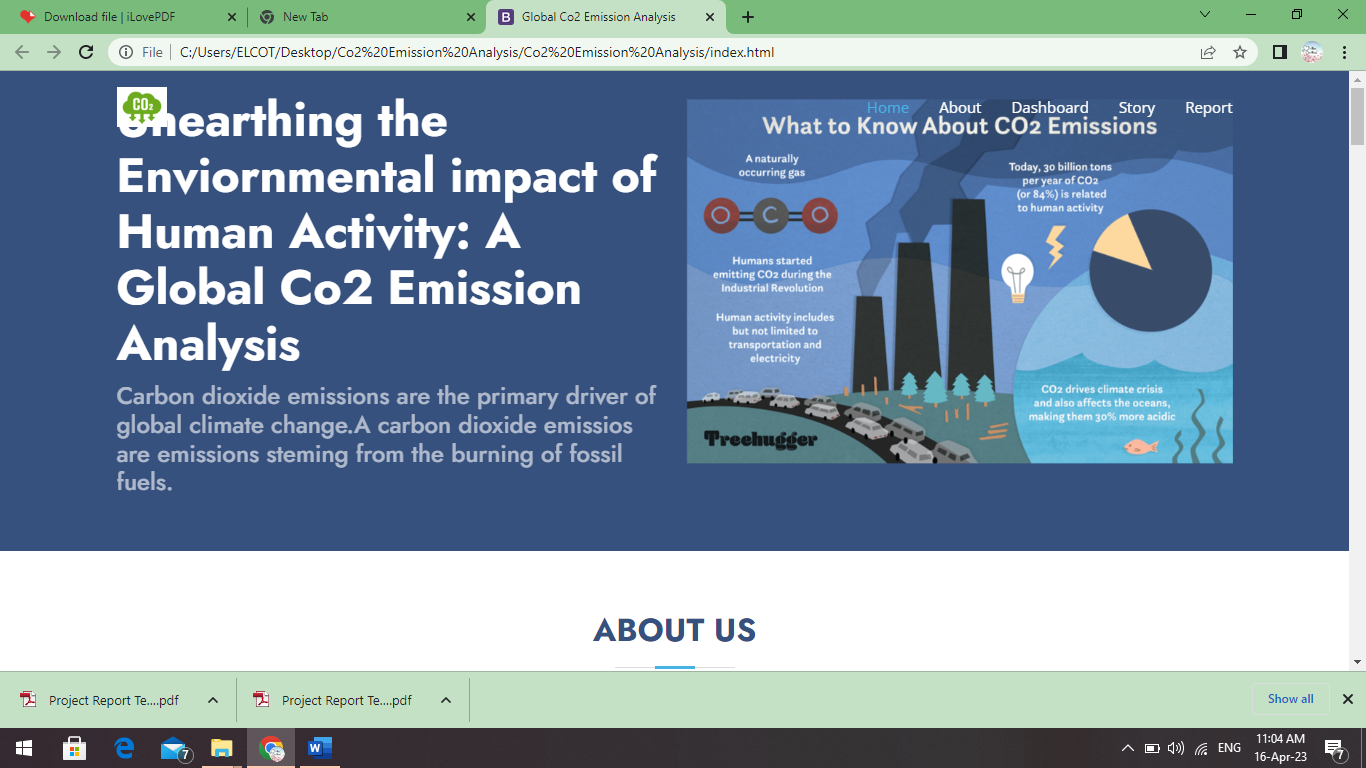 Download file | iLovePDF
New Tab
Global Co2 Emission Analysis
File
C:/Users/ELCOT/Desktop/Co2%20Emission%20Analysis/Co2%20Emission%20Analysis/index.html
CO₂
Home
About
Dashboard
Story
Report
Unearthing the
Enviornmental impact of
Human Activity: A
Global Co2 Emission
Analysis
Carbon dioxide emissions are the primary driver of
global climate change.A carbon dioxide emissios
are emissions steming from the burning of fossil
fuels.
What to Know About CO2 Emissions
A naturally
occurring gas
O C O
Humans started
emitting CO2 during the
Industrial Revolution
Human activity includes
but not limited to
transportation and
electricity
Today, 30 billion tons
per year of CO2
(or 84%) is related
to human activity
CO2 drives climate crisis
and also affects the oceans,
making them 30% more acidic
Treehugger
ABOUT US
Project Report Te....pdf
Project Report Te....pdf
Show all
7
ENG
11:04 AM
16-Apr-23
7